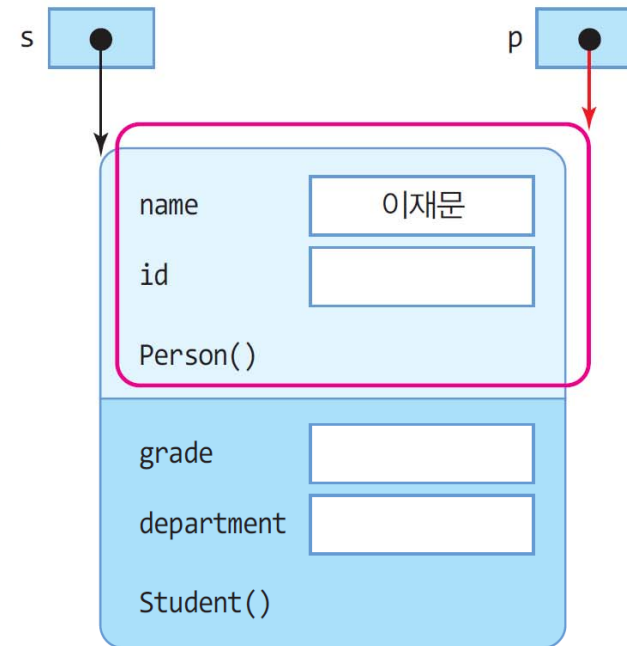 s
p
name 이재문
id
Person()
grade
department
Student()